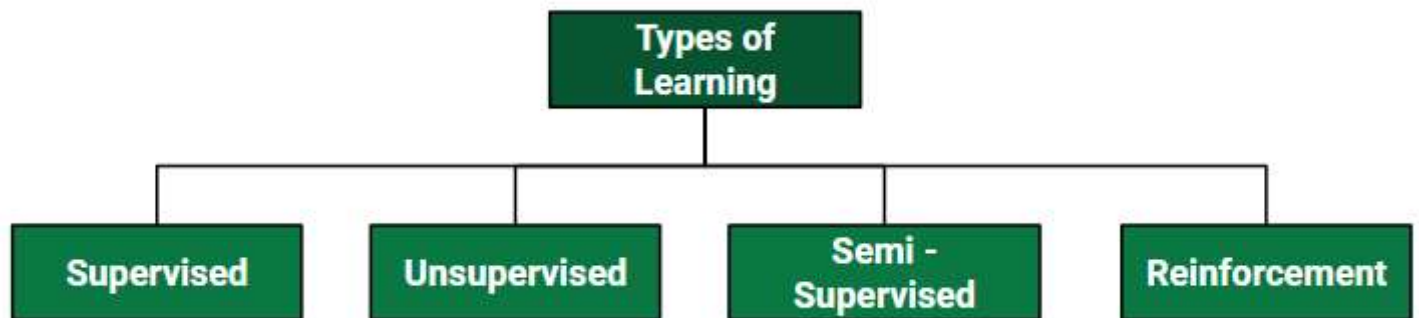 Types of
Learning
Supervised
Unsupervised
Semi -
Supervised
Reinforcement